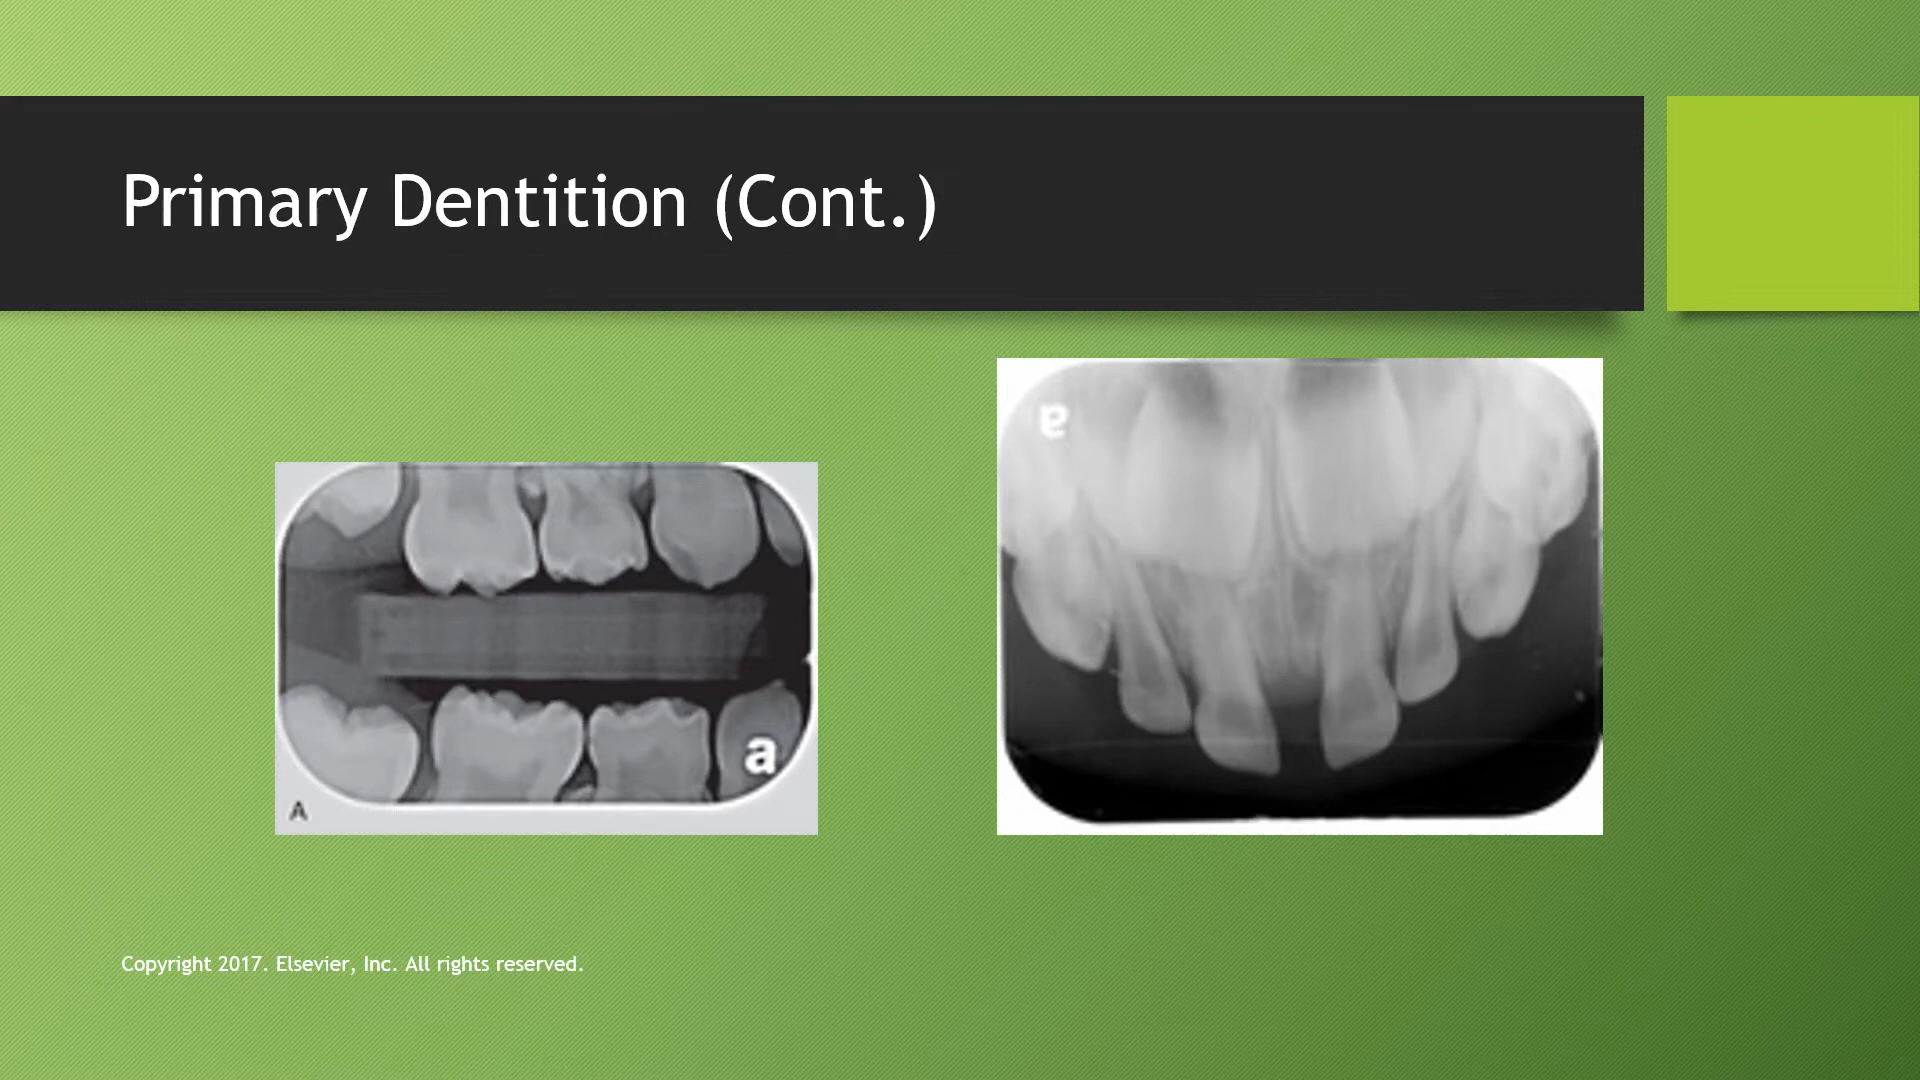 Primary Dentition (Cont.)
a
A
a
Copyright 2017. Elsevier, Inc. All rights reserved.